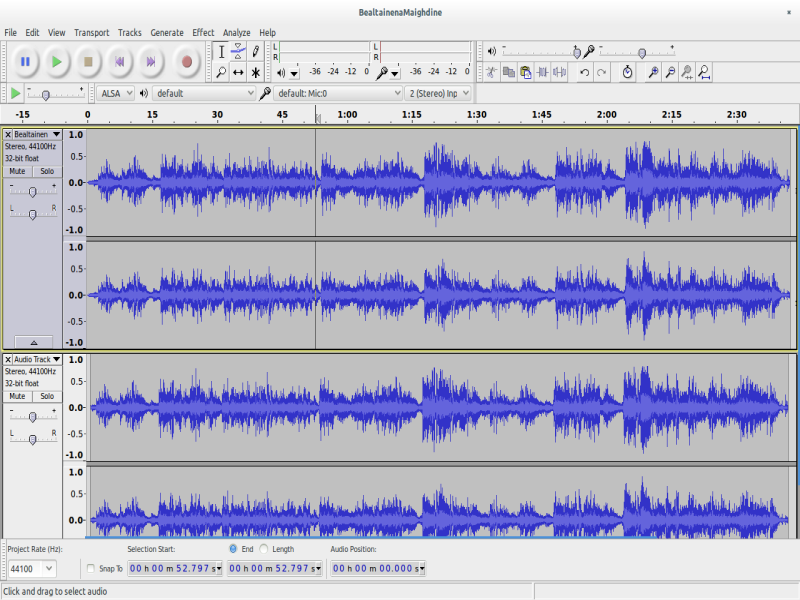 BealtainenaMaighdine
File Edit View Transport Tracks Generate Effect Analyze Help
L R -36 -24 -12 0
L R -36 -24 -12 0
ALSA default default: Mic:0 2 (Stereo) Inp
-15 0 15 30 45 1:00 1:15 1:30 1:45 2:00 2:15 2:30
X Bealtainen
Stereo, 44100Hz
32-bit float
Mute Solo
- +
L R
1.0
0.5-
0.0-
-0.5-
-1.0
1.0
0.5-
0.0-
-0.5-
-1.0
X Audio Track
Stereo, 44100Hz
32-bit float
Mute Solo
- +
L R
1.0
0.5-
0.0-
-0.5-
-1.0
1.0
0.5-
0.0-
Project Rate (Hz): Selection Start: End Length Audio Position:
44100 Snap To 00 h 00 m 52.797 s 00 h 00 m 52.797 s 00 h 00 m 00.000 s
Click and drag to select audio